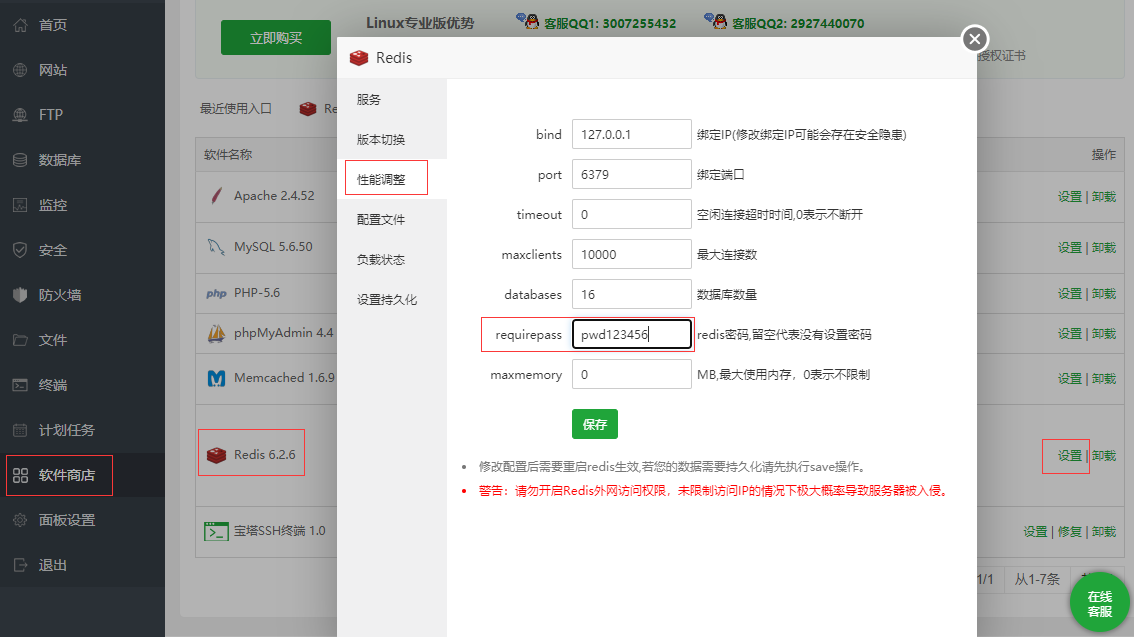 首页
网站
FTP
数据库
监控
安全
防火墙
文件
终端
计划任务
软件商店
面板设置
退出
立即购买
Linux专业版优势
客服QQ1: 3007255432
客服QQ2: 2927440070
授权证书
最近使用入口
Re
软件名称
操作
Apache 2.4.52
设置 | 卸载
MySQL 5.6.50
设置 | 卸载
php PHP-5.6
设置 | 卸载
phpMyAdmin 4.4
设置 | 卸载
Memcached 1.6.9
设置 | 卸载
Redis 6.2.6
设置 | 卸载
宝塔SSH终端 1.0
设置 | 修复 | 卸载
1/1
从1-7条
在线
客服
Redis
服务
版本切换
性能调整
配置文件
负载状态
设置持久化
bind 127.0.0.1 绑定IP(修改绑定IP可能会存在安全隐患)
port 6379 绑定端口
timeout 0 空闲连接超时时间,0表示不断开
maxclients 10000 最大连接数
databases 16 数据库数量
requirepass pwd123456 redis密码,留空代表没有设置密码
maxmemory 0 MB,最大使用内存，0表示不限制
保存
修改配置后需要重启redis生效,若您的数据需要持久化请先执行save操作。
警告：请勿开启Redis外网访问权限，未限制访问IP的情况下极大概率导致服务器被入侵。